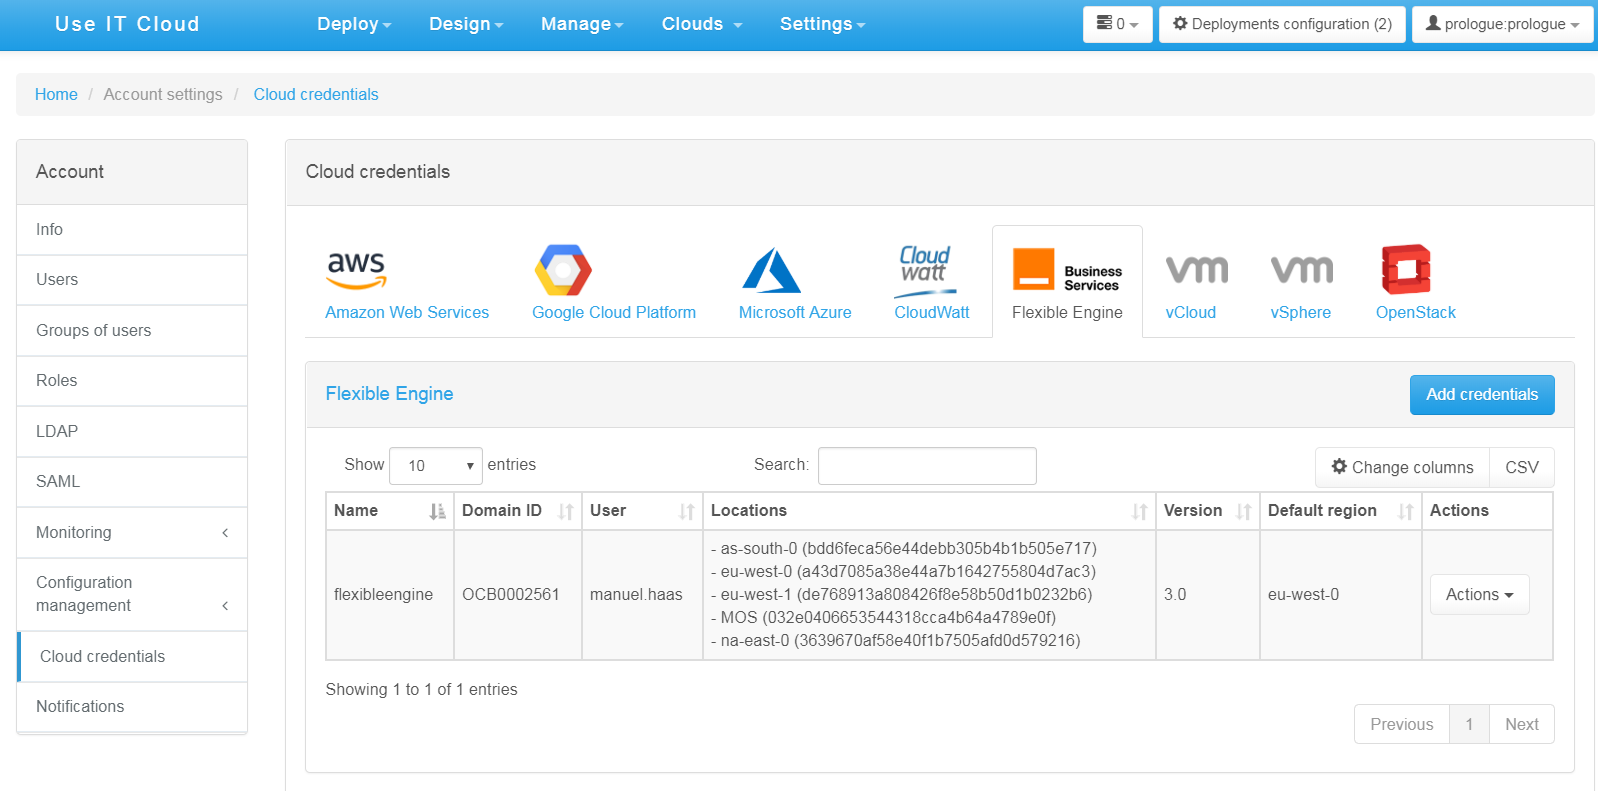 Use IT Cloud
Deploy
Design
Manage
Clouds
Settings
0
Deployments configuration (2)
prologue:prologue
Home / Account settings / Cloud credentials
Account
Info
Users
Groups of users
Roles
LDAP
SAML
Monitoring
Configuration
management
Cloud credentials
Notifications
Cloud credentials
aws
Amazon Web Services
Google Cloud Platform
Microsoft Azure
Cloud
watt
CloudWatt
Business
Services
Flexible Engine
vm
vCloud
vm
vSphere
OpenStack
Flexible Engine
Add credentials
Show 10 entries
Search:
Change columns
CSV
Name
Domain ID
User
Locations
Version
Default region
Actions
flexibleengine
OCB0002561
manuel.haas
- as-south-0 (bdd6feca56e44debb305b4b1b505e717)
- eu-west-0 (a43d7085a38e44a7b1642755804d7ac3)
- eu-west-1 (de768913a808426f8e58b50d1b0232b6)
- MOS (032e0406653544318cca4b64a4789e0f)
- na-east-0 (3639670af58e40f1b7505afd0d579216)
3.0
eu-west-0
Actions
Showing 1 to 1 of 1 entries
Previous
1
Next